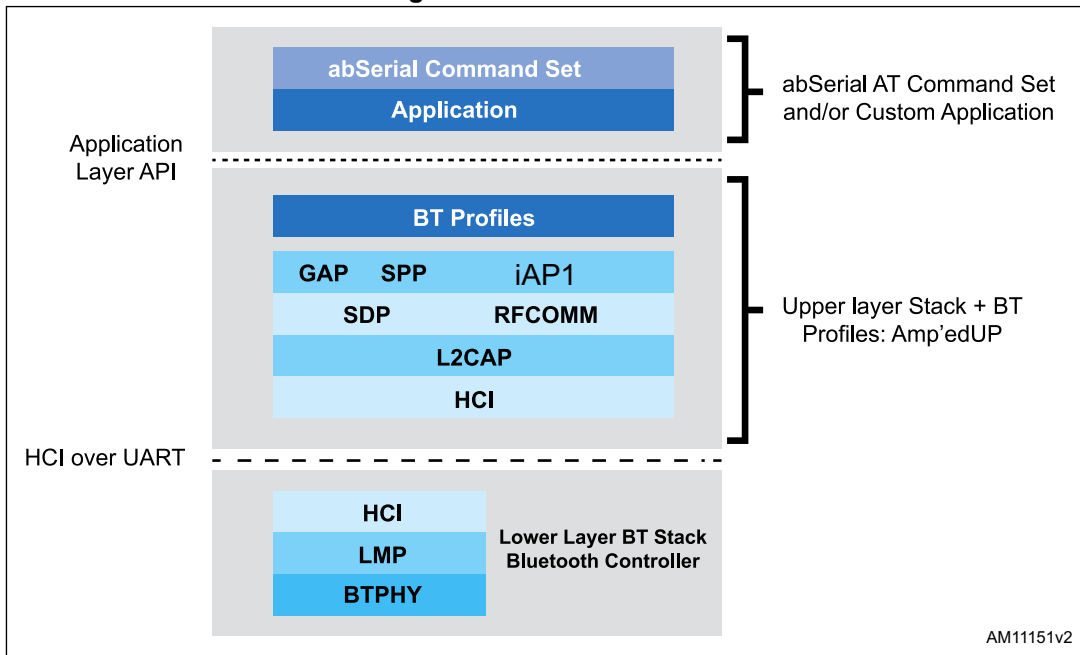 abSerial Command Set
Application
abSerial AT Command Set
and/or Custom Application
Application
Layer API
BT Profiles
GAP SPP iAP1
SDP RFCOMM
L2CAP
HCI
Upper layer Stack + BT
Profiles: Amp'edUP
HCI over UART
HCI
LMP
BTPHY
Lower Layer BT Stack
Bluetooth Controller
AM11151v2